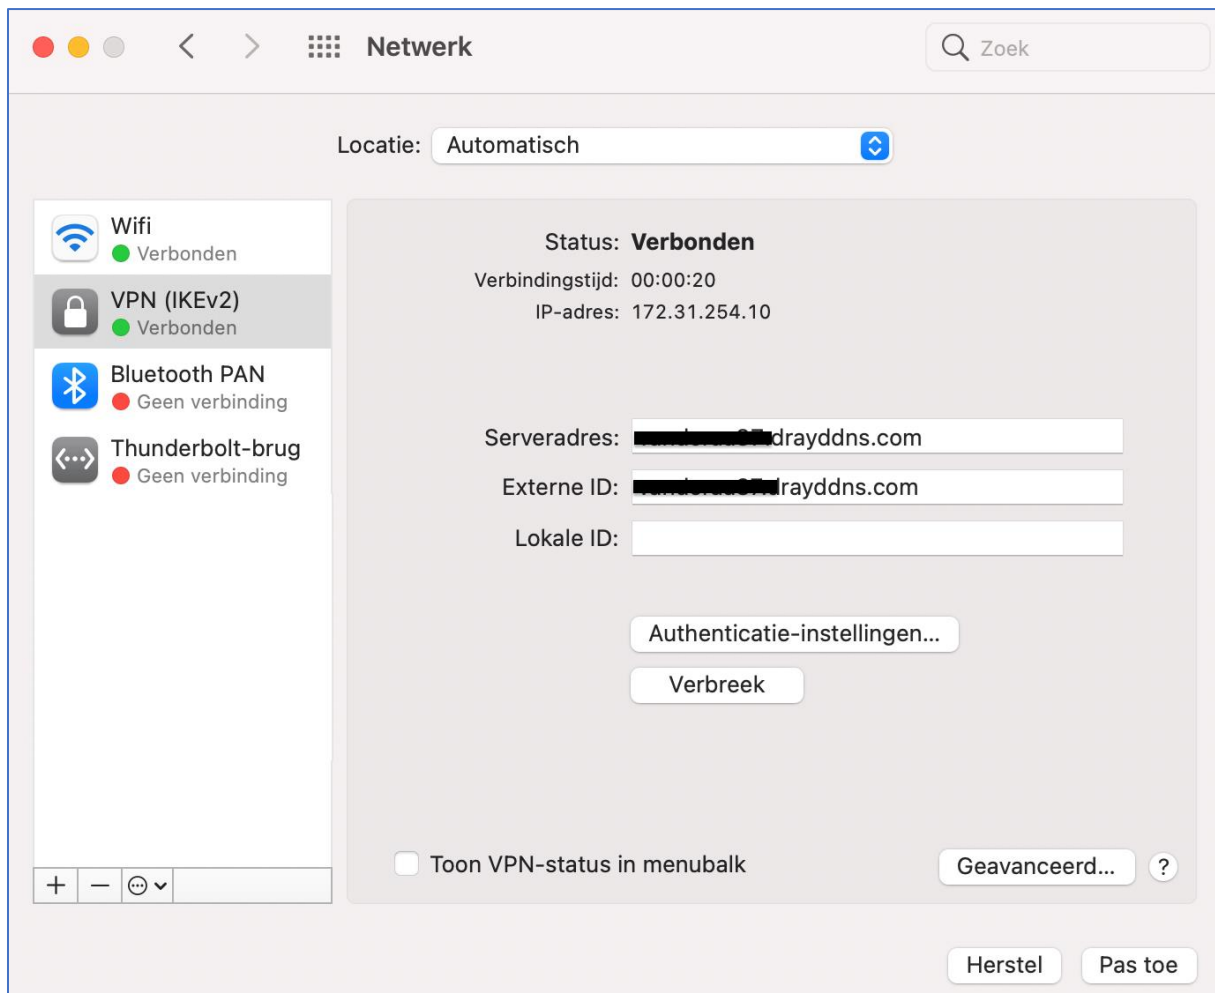 Netwerk
Zoek
Locatie: Automatisch
Wifi
Verbonden
VPN (IKEv2)
Verbonden
Bluetooth PAN
Geen verbinding
Thunderbolt-brug
Geen verbinding
Status: Verbonden
Verbindingstijd: 00:00:20
IP-adres: 172.31.254.10
Serveradres: drayddns.com
Externe ID: drayddns.com
Lokale ID:
Authenticatie-instellingen...
Verbreek
Toon VPN-status in menubalk
Geavanceerd... ?
Herstel Pas toe